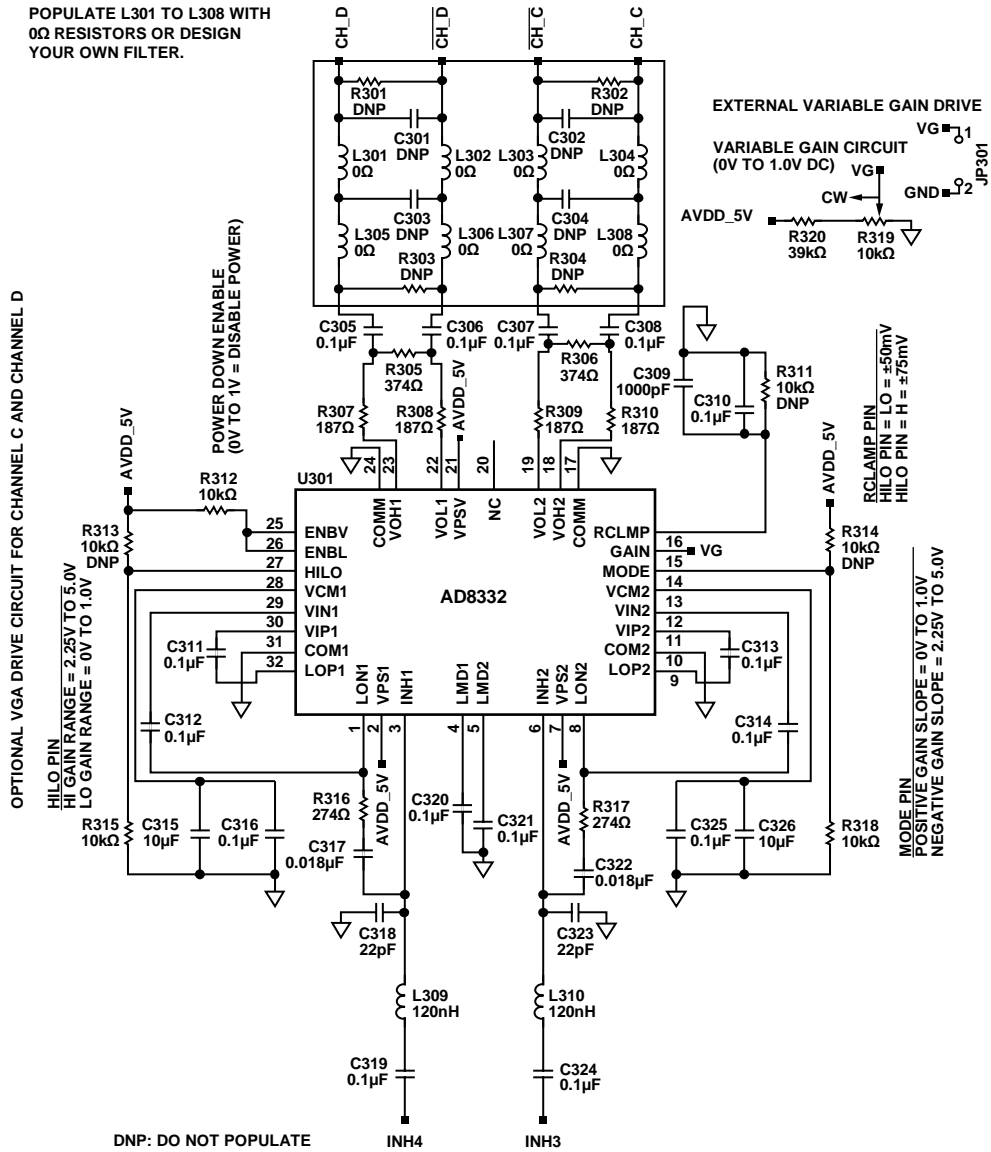 POPULATE L301 TO L308 WITH
0Ω RESISTORS OR DESIGN
YOUR OWN FILTER.
CH_D
CH_D
CH_C
CH_C
R301
DNP
R302
DNP
C301
DNP
C302
DNP
L301
0Ω
L302
0Ω
L303
0Ω
L304
0Ω
C303
DNP
C304
DNP
L305
0Ω
L306
0Ω
L307
0Ω
L308
0Ω
R303
DNP
R304
DNP
EXTERNAL VARIABLE GAIN DRIVE
VG
1
GND
2
JP301
VARIABLE GAIN CIRCUIT
(0V TO 1.0V DC)
VG
CW
AVDD_5V
R320
39kΩ
R319
10kΩ
C305
0.1µF
C306
0.1µF
C307
0.1µF
C308
0.1µF
R305
374Ω
R306
374Ω
R307
187Ω
R308
187Ω
AVDD_5V
R309
187Ω
R310
187Ω
C309
1000pF
C310
0.1µF
R311
10kΩ
DNP
RCLAMP PIN
HILO PIN = LO = ±50mV
HILO PIN = H = ±75mV
OPTIONAL VGA DRIVE CIRCUIT FOR CHANNEL C AND CHANNEL D
POWER DOWN ENABLE
(0V TO 1V = DISABLE POWER)
AVDD_5V
R312
10kΩ
R313
10kΩ
DNP
AVDD_5V
R314
10kΩ
DNP
U301
24
23
22
21
20
19
18
17
COMM
VOH1
VOL1
VPSV
NC
VOL2
VOH2
COMM
AD8332
25
ENBV
26
ENBL
27
HILO
28
VCM1
29
VIN1
30
VIP1
31
COM1
32
LOP1
RCLMP
16
GAIN
VG
15
MODE
14
VCM2
13
VIN2
12
VIP2
11
COM2
10
LOP2
9
LON1
VPS1
INH1
LMD1
LMD2
INH2
VPS2
LON2
1
2
3
4
5
6
7
8
HILO PIN
HI GAIN RANGE = 2.25V TO 5.0V
LO GAIN RANGE = 0V TO 1.0V
MODE PIN
POSITIVE GAIN SLOPE = 0V TO 1.0V
NEGATIVE GAIN SLOPE = 2.25V TO 5.0V
C311
0.1µF
C312
0.1µF
C313
0.1µF
C314
0.1µF
R315
10kΩ
C315
10µF
C316
0.1µF
R316
274Ω
C317
0.018µF
AVDD_5V
C320
0.1µF
C321
0.1µF
AVDD_5V
R317
274Ω
C322
0.018µF
C325
0.1µF
C326
10µF
R318
10kΩ
C318
22pF
C323
22pF
L309
120nH
L310
120nH
C319
0.1µF
C324
0.1µF
DNP: DO NOT POPULATE
INH4
INH3